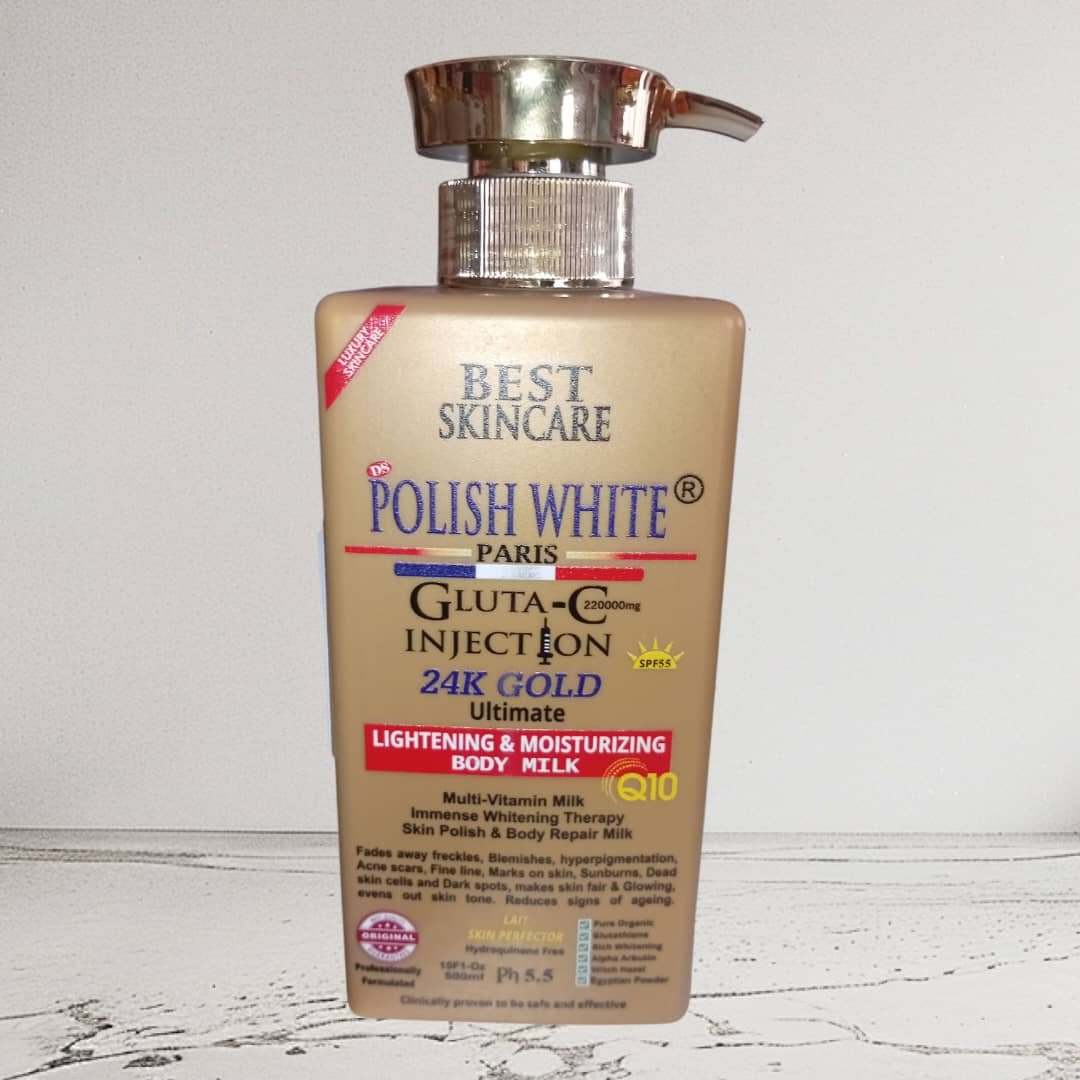 LUXURY
SKINCARE
BEST
SKINCARE
DS
POLISH WHITE®
PARIS
GLUTA-C 220000mg
INJECTION
SPF55
24K GOLD
Ultimate
LIGHTENING & MOISTURIZING
BODY MILK
Q10
Multi-Vitamin Milk
Immense Whitening Therapy
Skin Polish & Body Repair Milk
Fades away freckles, Blemishes, hyperpigmentation,
Acne scars, Fine line, Marks on skin, Sunburns, Dead
skin cells and Dark spots, makes skin fair & Glowing,
evens out skin tone. Reduces signs of ageing.
ORIGINAL
Professionally
Formulated
LAIT
SKIN PERFECTOR
Hydroquinone Free
500ml
Ph 5.5
Pure Organic
Glutathione
Rich Whitening
Alpha Arbutin
Witch Hazel
Egyptian Powder
Clinically proven to be safe and effective